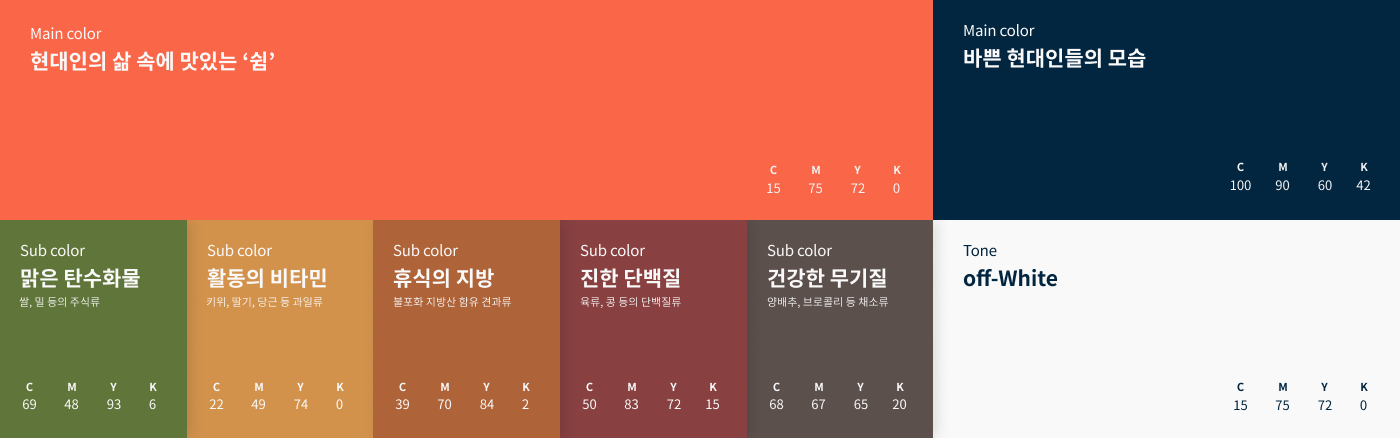 Main color
현대인의 삶 속에 맛있는 ‘쉼’
C M Y K
15 75 72 0
Main color
바쁜 현대인들의 모습
C M Y K
100 90 60 42
Sub color
맑은 탄수화물
쌀, 밀 등의 주식류
C M Y K
69 48 93 6
Sub color
활동의 비타민
키위, 딸기, 당근 등 과일류
C M Y K
22 49 74 0
Sub color
휴식의 지방
불포화 지방산 함유 견과류
C M Y K
39 70 84 2
Sub color
진한 단백질
육류, 콩 등의 단백질류
C M Y K
50 83 72 15
Sub color
건강한 무기질
양배추, 브로콜리 등 채소류
C M Y K
68 67 65 20
Tone
off-White
C M Y K
15 75 72 0